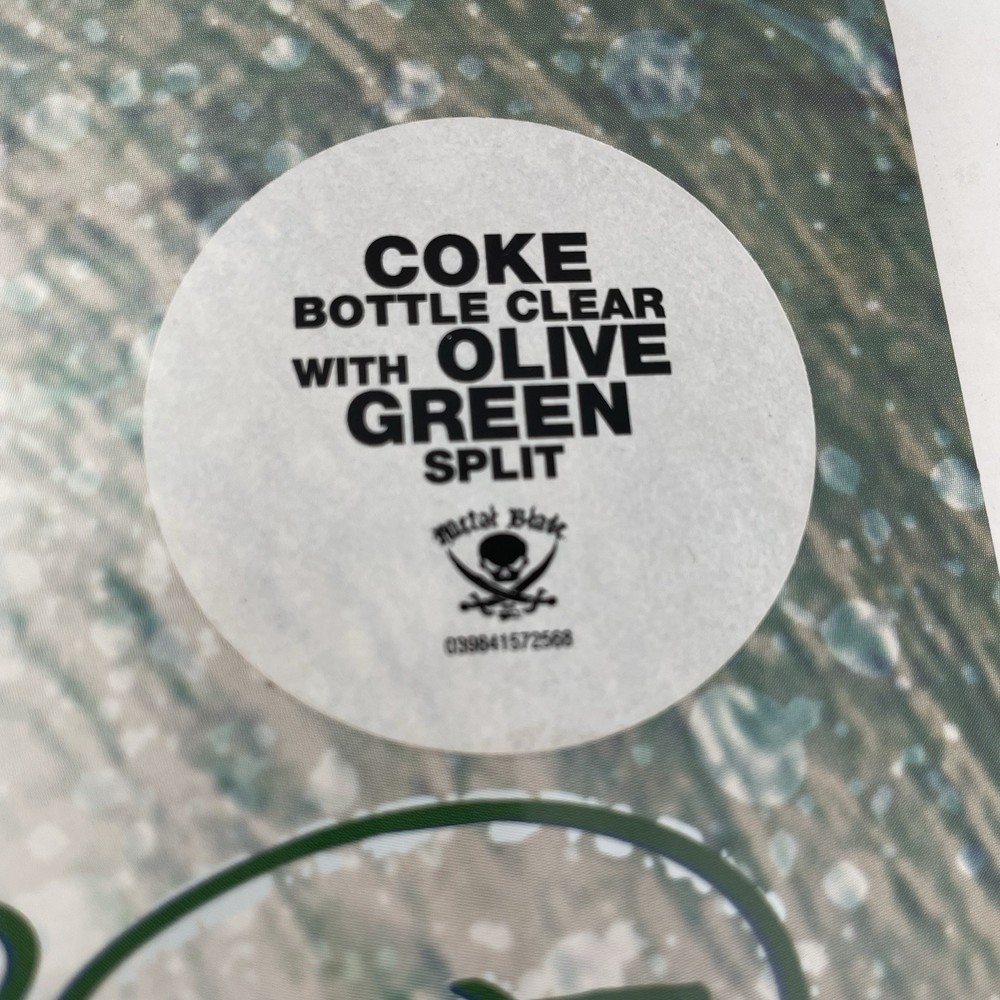 COKE
BOTTLE CLEAR
WITH OLIVE
GREEN
SPLIT
Metal Blade
039841572568